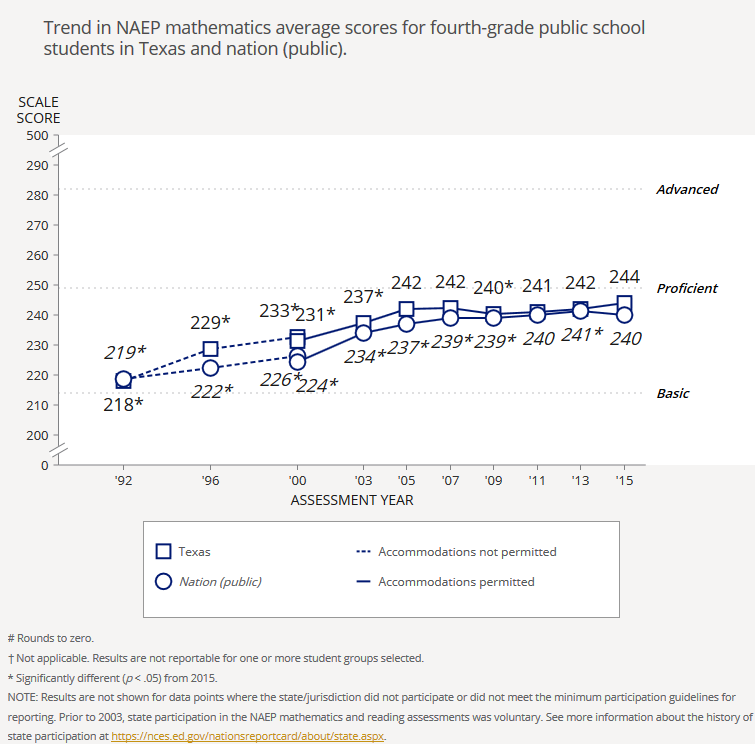 Trend in NAEP mathematics average scores for fourth-grade public school
students in Texas and nation (public).
SCALE
SCORE
500
290
280
270
260
250
240
230
220
210
200
0
Advanced
Proficient
Basic
219* 229* 233* 231* 237* 242 242 240* 241 242 244
218* 222* 226* 224* 234* 237* 239* 239* 240 241* 240
'92 '96 '00 '03 '05 '07 '09 '11 '13 '15
ASSESSMENT YEAR
Texas
Accommodations not permitted
Nation (public)
Accommodations permitted
# Rounds to zero.
† Not applicable. Results are not reportable for one or more student groups selected.
* Significantly different (p < .05) from 2015.
NOTE: Results are not shown for data points where the state/jurisdiction did not participate or did not meet the minimum participation guidelines for
reporting. Prior to 2003, state participation in the NAEP mathematics and reading assessments was voluntary. See more information about the history of
state participation at https://nces.ed.gov/nationsreportcard/about/state.aspx.